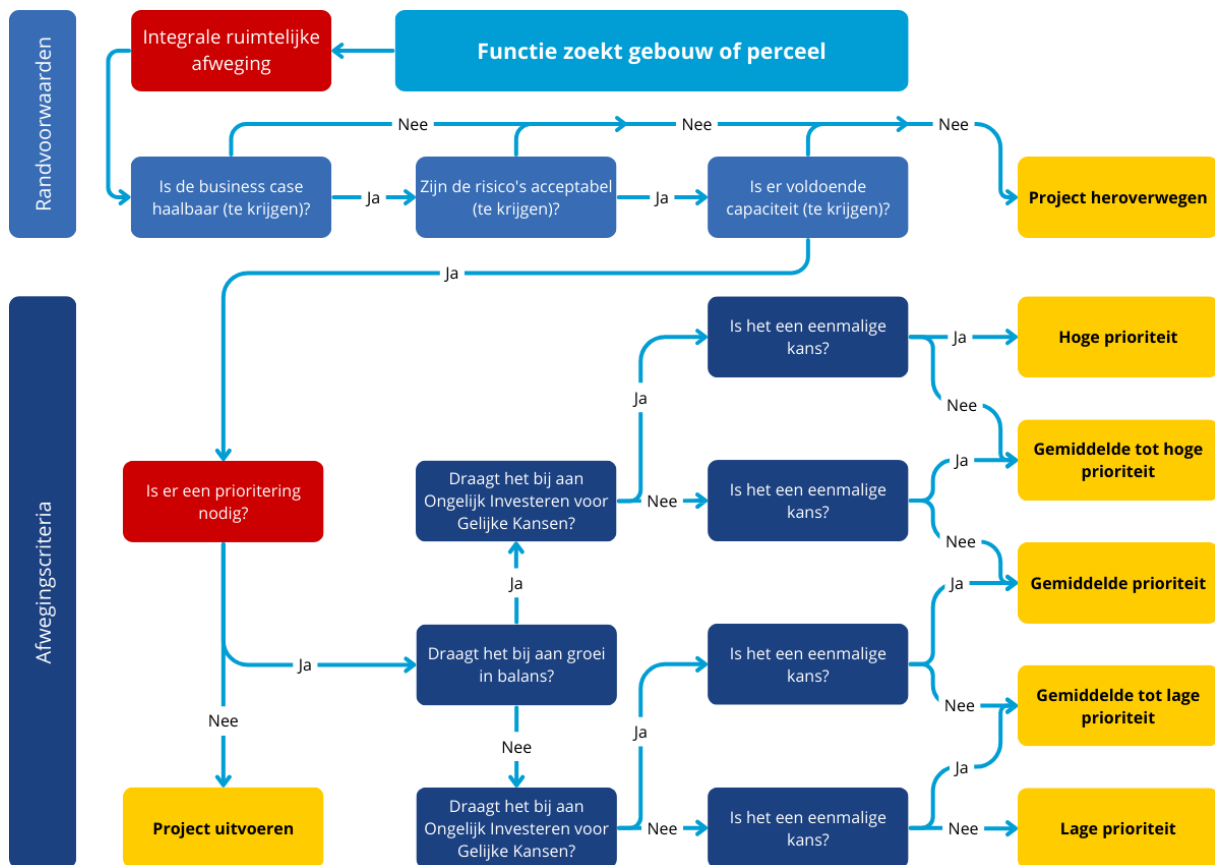 Randvoorwaarden
Integrale ruimtelijke
afweging
Functie zoekt gebouw of perceel
Nee
Nee
Nee
Is de business case
haalbaar (te krijgen)?
Ja
Zijn de risico's acceptabel
(te krijgen)?
Ja
Is er voldoende
capaciteit (te krijgen)?
Project heroverwegen
Ja
Afwegingscriteria
Is het een eenmalige
kans?
Ja
Hoge prioriteit
Ja
Nee
Is er een prioritering
nodig?
Draagt het bij aan
Ongelijk Investeren voor
Gelijke Kansen?
Nee
Is het een eenmalige
kans?
Ja
Gemiddelde tot hoge
prioriteit
Nee
Ja
Ja
Gemiddelde prioriteit
Ja
Draagt het bij aan groei
in balans?
Is het een eenmalige
kans?
Nee
Gemiddelde tot lage
prioriteit
Nee
Nee
Ja
Ja
Project uitvoeren
Draagt het bij aan
Ongelijk Investeren voor
Gelijke Kansen?
Nee
Is het een eenmalige
kans?
Nee
Lage prioriteit